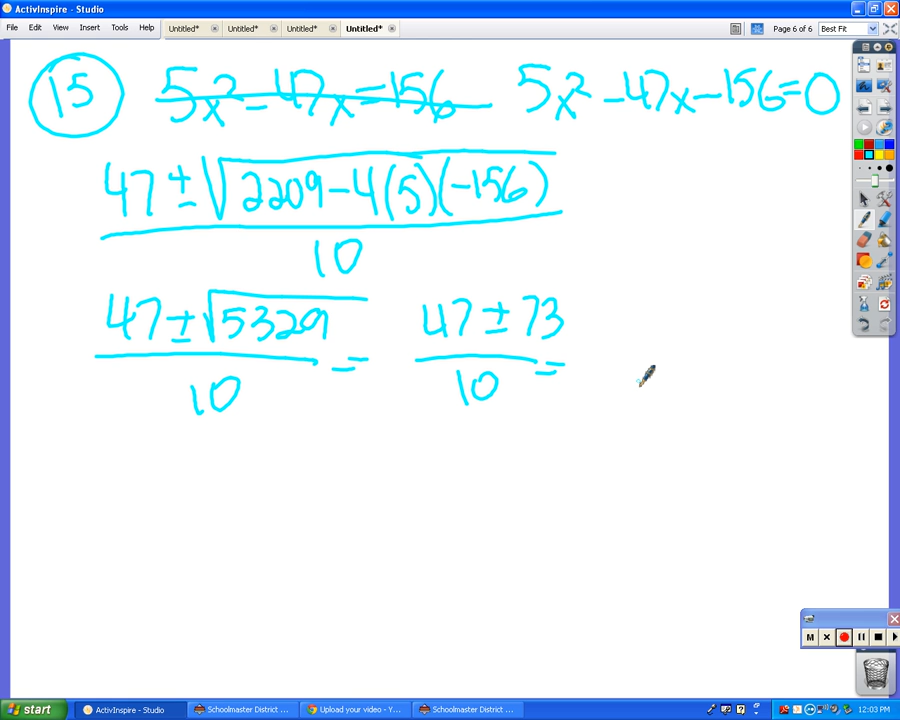 ActivInspire - Studio
File Edit View Insert Tools Help Untitled* Untitled* Untitled* Untitled* Page 6 of 6 Best Fit
15 5x² - 47x = 156 5x² - 47x - 156 = 0
47 ± √2209 - 4(5)(-156)
10
47 ± √5329 = 47 ± 73 =
10 10
M
start ActivInspire - Studio Schoolmaster District ... Upload your video - Y... Schoolmaster District ... 12:03 PM